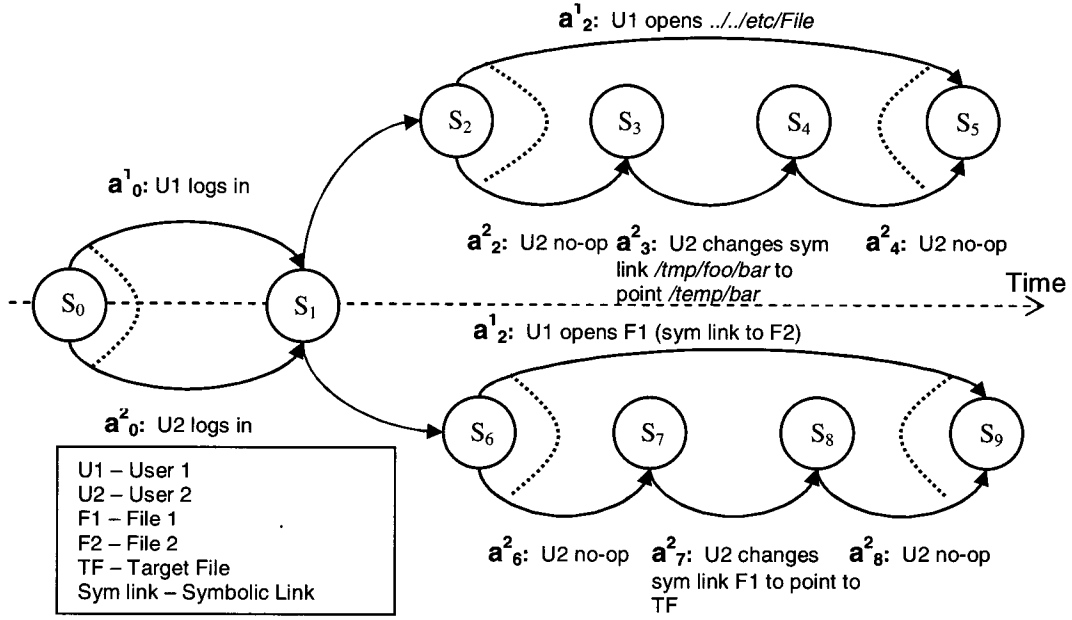 a¹₂: U1 opens ../../etc/File
S₂
S₃
S₄
S₅
a¹₀: U1 logs in
a²₂: U2 no-op
a²₃: U2 changes sym
link /tmp/foo/bar to
point /temp/bar
a²₄: U2 no-op
Time
S₀
S₁
a¹₂: U1 opens F1 (sym link to F2)
a²₀: U2 logs in
S₆
S₇
S₈
S₉
a²₆: U2 no-op
a²₇: U2 changes
sym link F1 to point to
TF
a²₈: U2 no-op
U1 – User 1
U2 – User 2
F1 – File 1
F2 – File 2
TF – Target File
Sym link – Symbolic Link